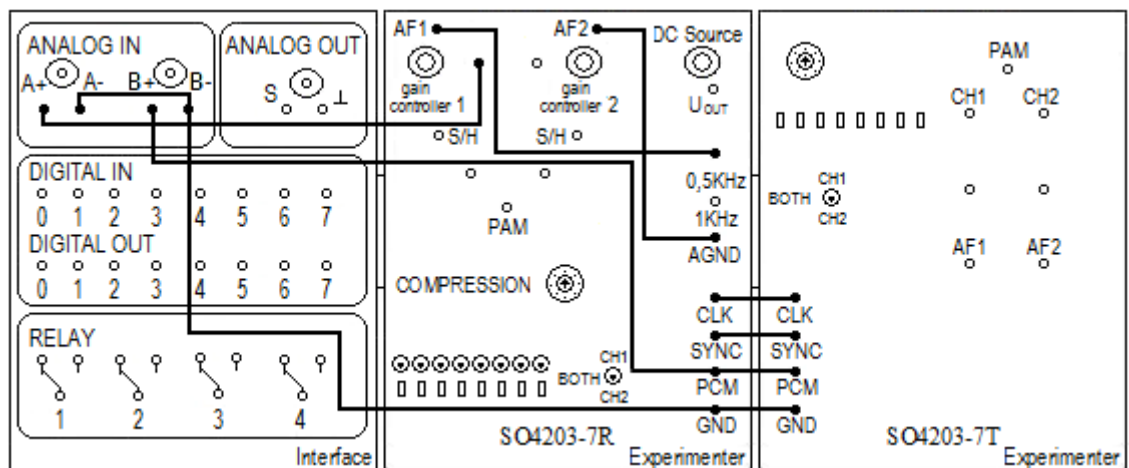 ANALOG IN
A+ A- B+ B-
ANALOG OUT
S ⊥
DIGITAL IN
0 1 2 3 4 5 6 7
DIGITAL OUT
0 1 2 3 4 5 6 7
RELAY
1 2 3 4
Interface
AF1 AF2 DC Source
gain
controller 1
gain
controller 2
UOUT
S/H S/H
0,5KHz
PAM
1KHz
AGND
COMPRESSION
CLK
SYNC
CH1
BOTH
CH2
PCM
GND
SO4203-7R
Experimenter
PAM
CH1 CH2
CH1
BOTH
CH2
AF1 AF2
CLK
SYNC
PCM
GND
SO4203-7T
Experimenter